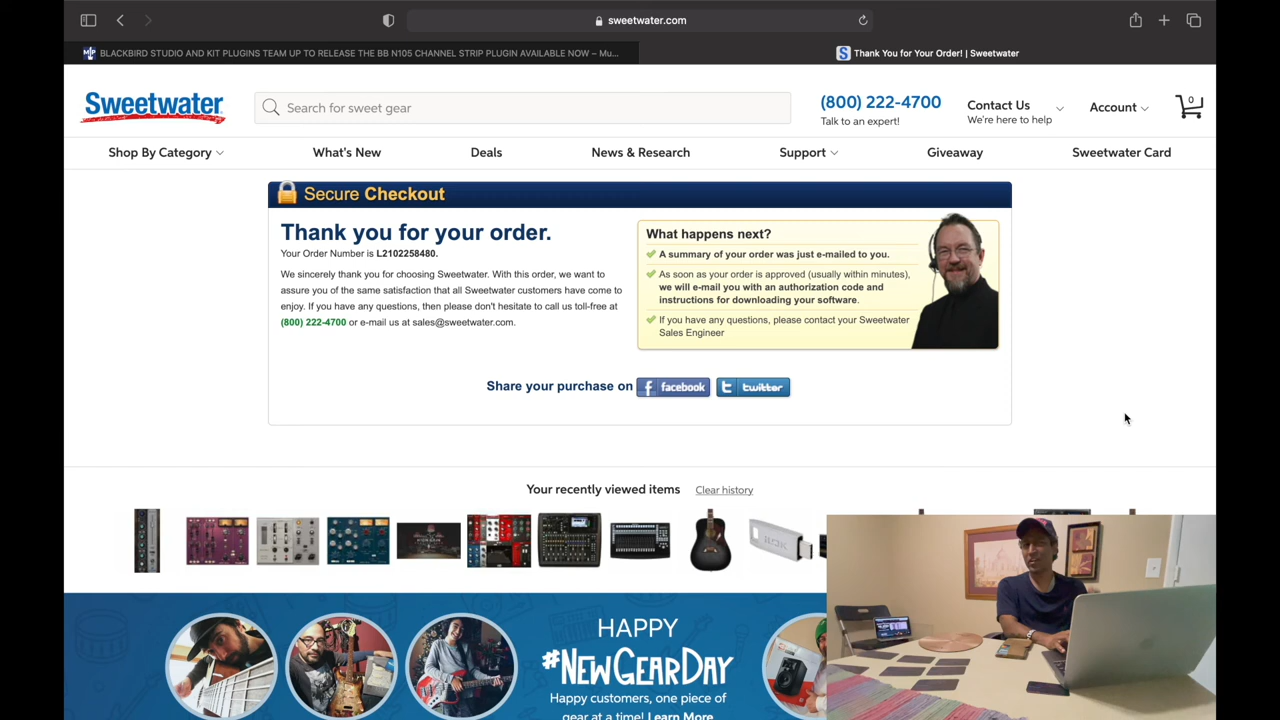 sweetwater.com
BLACKBIRD STUDIO AND KIT PLUGINS TEAM UP TO RELEASE THE BB N105 CHANNEL STRIP PLUGIN AVAILABLE NOW – Mu...
S Thank You for Your Order! | Sweetwater
Sweetwater
Search for sweet gear
(800) 222-4700
Talk to an expert!
Contact Us
We're here to help
Account
0
Shop By Category
What's New
Deals
News & Research
Support
Giveaway
Sweetwater Card
Secure Checkout
Thank you for your order.
Your Order Number is L2102258480.
We sincerely thank you for choosing Sweetwater. With this order, we want to
assure you of the same satisfaction that all Sweetwater customers have come to
enjoy. If you have any questions, then please don't hesitate to call us toll-free at
(800) 222-4700 or e-mail us at sales@sweetwater.com.
What happens next?
A summary of your order was just e-mailed to you.
As soon as your order is approved (usually within minutes),
we will e-mail you with an authorization code and
instructions for downloading your software.
If you have any questions, please contact your Sweetwater
Sales Engineer
Share your purchase on
f facebook
t twitter
Your recently viewed items
Clear history
HAPPY
#NEWGEARDAY
Happy customers, one piece of
gear at a time! Learn More